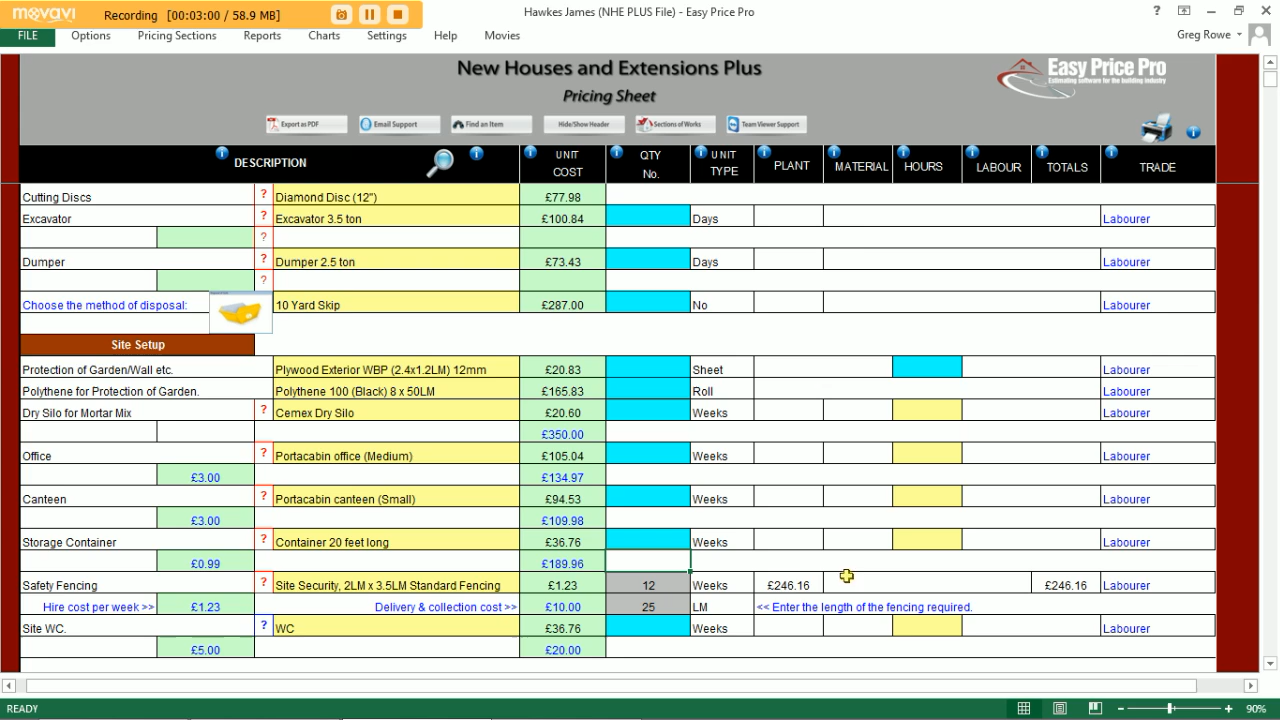 movavi Recording [00:03:00 / 58.9 MB] Hawkes James (NHE PLUS File) - Easy Price Pro ?
FILE Options Pricing Sections Reports Charts Settings Help Movies Greg Rowe
New Houses and Extensions Plus
Easy Price Pro
Estimating software for the building industry
Pricing Sheet
Export as PDF Email Support Find an Item Hide/Show Header Sections of Works Team Viewer Support
DESCRIPTION UNIT COST QTY No. UNIT TYPE PLANT MATERIAL HOURS LABOUR TOTALS TRADE
Cutting Discs ? Diamond Disc (12") £77.98
Excavator ? Excavator 3.5 ton £100.84 Days Labourer
?
Dumper ? Dumper 2.5 ton £73.43 Days Labourer
?
Choose the method of disposal: 10 Yard Skip £287.00 No Labourer
Site Setup
Protection of Garden/Wall etc. Plywood Exterior WBP (2.4x1.2LM) 12mm £20.83 Sheet Labourer
Polythene for Protection of Garden. Polythene 100 (Black) 8 x 50LM £165.83 Roll Labourer
Dry Silo for Mortar Mix ? Cemex Dry Silo £20.60 Weeks Labourer
£350.00
Office ? Portacabin office (Medium) £105.04 Weeks Labourer
£3.00 £134.97
Canteen ? Portacabin canteen (Small) £94.53 Weeks Labourer
£3.00 £109.98
Storage Container ? Container 20 feet long £36.76 Weeks Labourer
£0.99 £189.96
Safety Fencing ? Site Security, 2LM x 3.5LM Standard Fencing £1.23 12 Weeks £246.16 £246.16 Labourer
Hire cost per week >> £1.23 Delivery & collection cost >> £10.00 25 LM << Enter the length of the fencing required.
Site WC. ? WC £36.76 Weeks Labourer
£5.00 £20.00
READY 90%